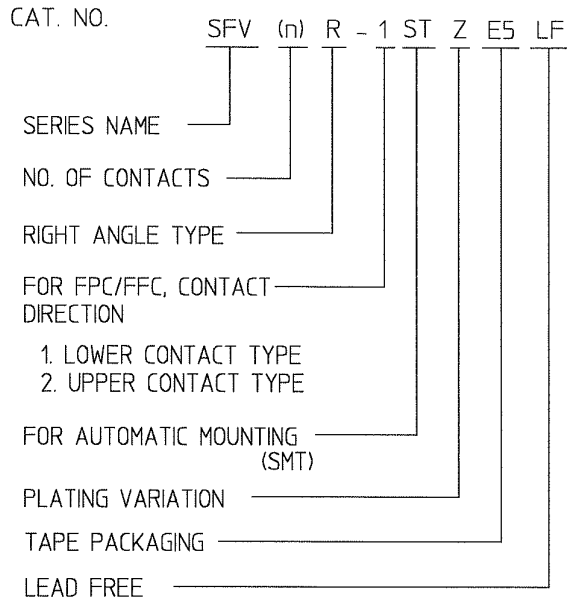 CAT. NO.
SFV (n) R - 1 ST Z E5 LF
SERIES NAME
NO. OF CONTACTS
RIGHT ANGLE TYPE
FOR FPC/FFC, CONTACT
DIRECTION
1. LOWER CONTACT TYPE
2. UPPER CONTACT TYPE
FOR AUTOMATIC MOUNTING
(SMT)
PLATING VARIATION
TAPE PACKAGING
LEAD FREE